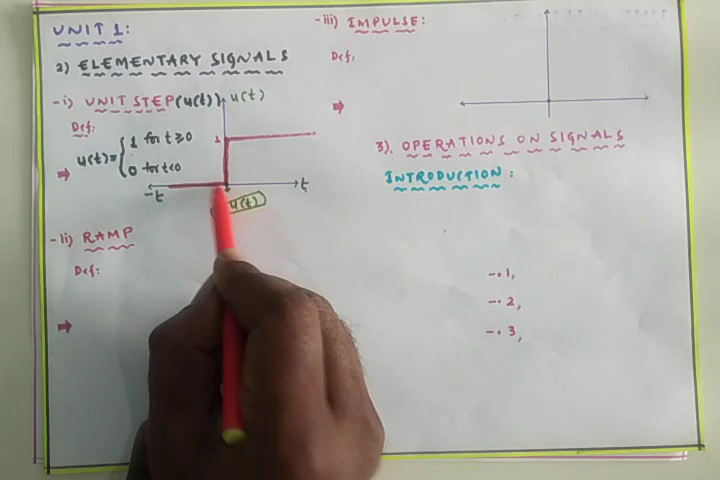 UNIT 1:
2) ELEMENTARY SIGNALS
-i) UNIT STEP (u(t))
Def:
u(t)= { 1 for t ≥ 0
0 for t < 0
u(t)
1
-t
t
u(t)
-ii) RAMP
Def:
-iii) IMPULSE:
Def:
3). OPERATIONS ON SIGNALS
INTRODUCTION:
-. 1,
-. 2,
-. 3,